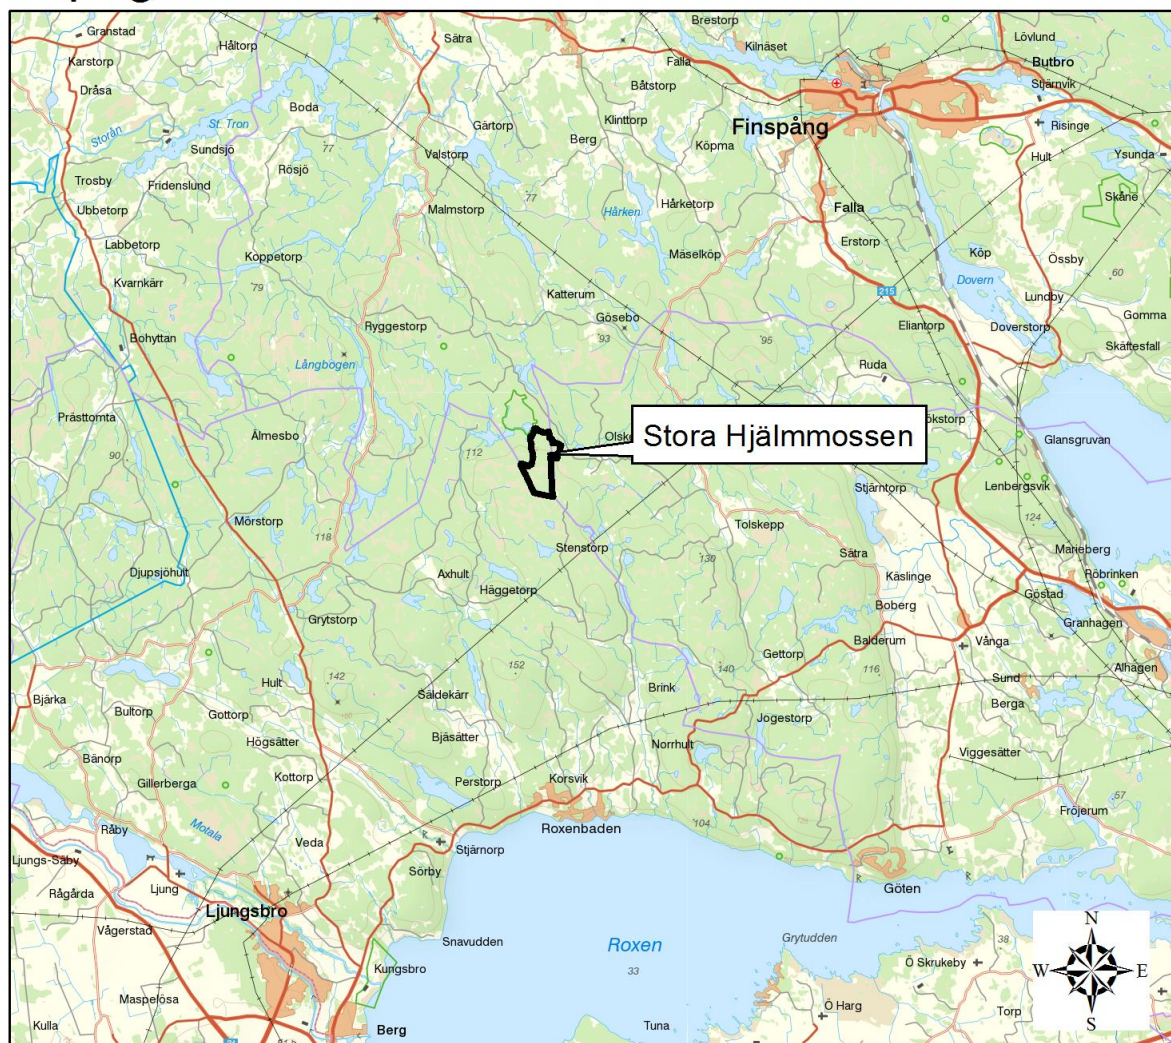 Granstad
Sätra
Brestorp
Lövlund
Håltorp
Kilnäset
Karstorp
Falla
Butbro
Dråsa
Båtstorp
Stjärnvik
Boda
Storån
St. Tron
Gärtorp
Klinttorp
Finspång
Risinge
Sundsjö
77
Valstorp
Berg
Köpma
Hult
Ysunda
Rösjö
Trosby
Fridenslund
77
Skåne
Ubbetorp
Malmstorp
Hårken
Hårketorp
Falla
Labbetorp
Koppetorp
Mäselköp
Erstorp
Köp
Össby
Kvarnkärr
79
Dovern
60
Katterum
215
Lundby
Bohyttan
Ryggestorp
Gösebo
Eliantorp
Doverstorp
Gomma
93
95
Skäftesfall
Långbogen
Ruda
Prästtomta
Stora Hjälmmossen
Älmesbo
Glansgruvan
90
112
Lenbergsvik
Stjärntorp
Mörstorp
124
118
Tolskepp
Stenstorp
130
Sätra
Marieberg
Djupsjöhult
Axhult
Käslinge
Röbrinken
Häggetorp
Göstad
Boberg
Grytstorp
Granhagen
Balderum
Vånga
Gettorp
152
140
116
Alhagen
Hult
142
Sund
Bjärka
Säldekärr
Brink
Bultorp
Gottorp
Berga
Jogestorp
Högsätter
Bjäsätter
Norrhult
Viggesätter
Bänorp
Kottorp
Gillerberga
Perstorp
Korsvik
57
Fröjerum
Motala
104
Råby
Roxenbaden
Veda
Stjärnorp
Ljungs-Säby
Sörby
Ljung
Göten
Rågårda
Ljungsbro
Vågerstad
Snavudden
Roxen
Grytudden
38
N
Kungsbro
33
Ö Skrukeby
W
E
Maspelösa
Ö Harg
Torp
S
Kulla
Berg
Tuna